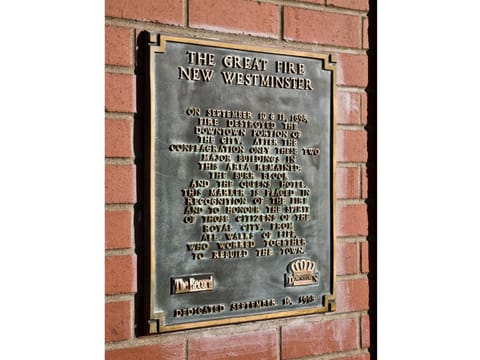 THE GREAT FIRE
NEW WESTMINSTER
ON SEPTEMBER 10 & 11, 1898,
FIRE DESTROYED THE
DOWNTOWN PORTION OF
THE CITY. AFTER THE
CONFLAGRATION ONLY THESE TWO
MAJOR BUILDINGS IN
THIS AREA REMAINED:
THE BURR BLOCK
AND THE QUEENS HOTEL.
THIS MARKER IS PLACED IN
RECOGNITION OF THE FIRE
AND TO HONOUR THE SPIRIT
OF THOSE CITIZENS OF THE
ROYAL CITY, FROM
ALL WALKS OF LIFE,
WHO WORKED TOGETHER
TO REBUILD THE TOWN.
The Record
DOWNTOWN
DEDICATED SEPTEMBER 10, 1998